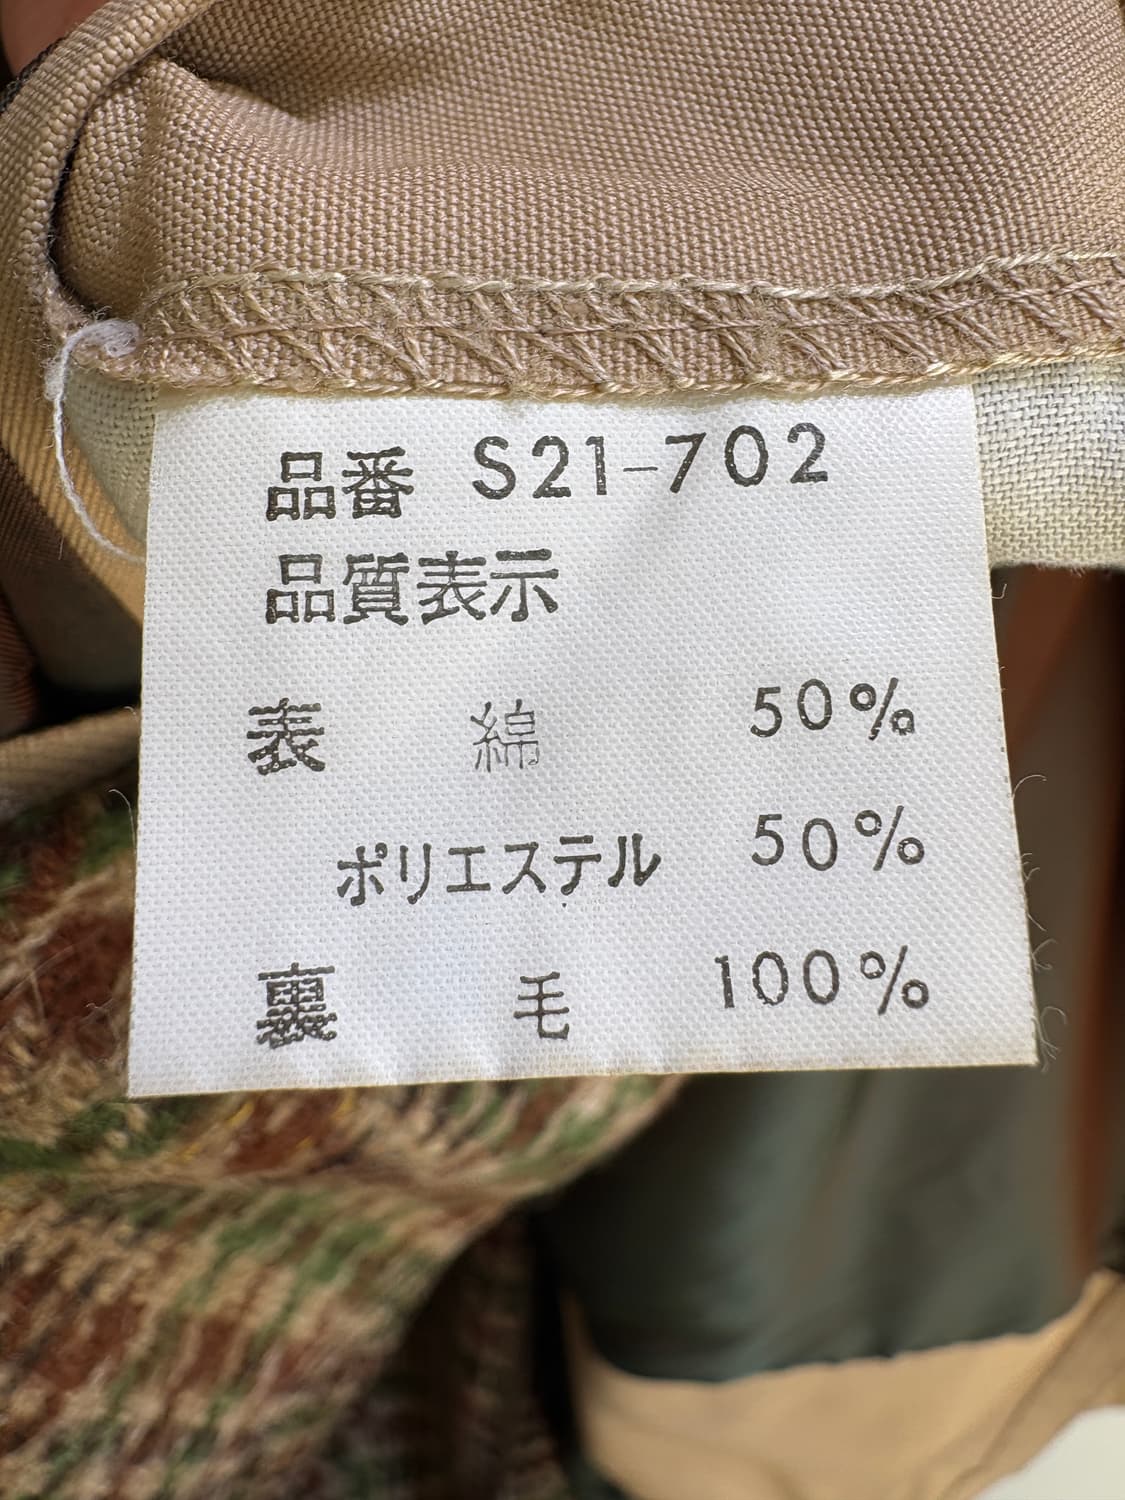 品番 S21-702
品質表示
表 綿 50%
ポリエステル 50%
裏 毛 100%